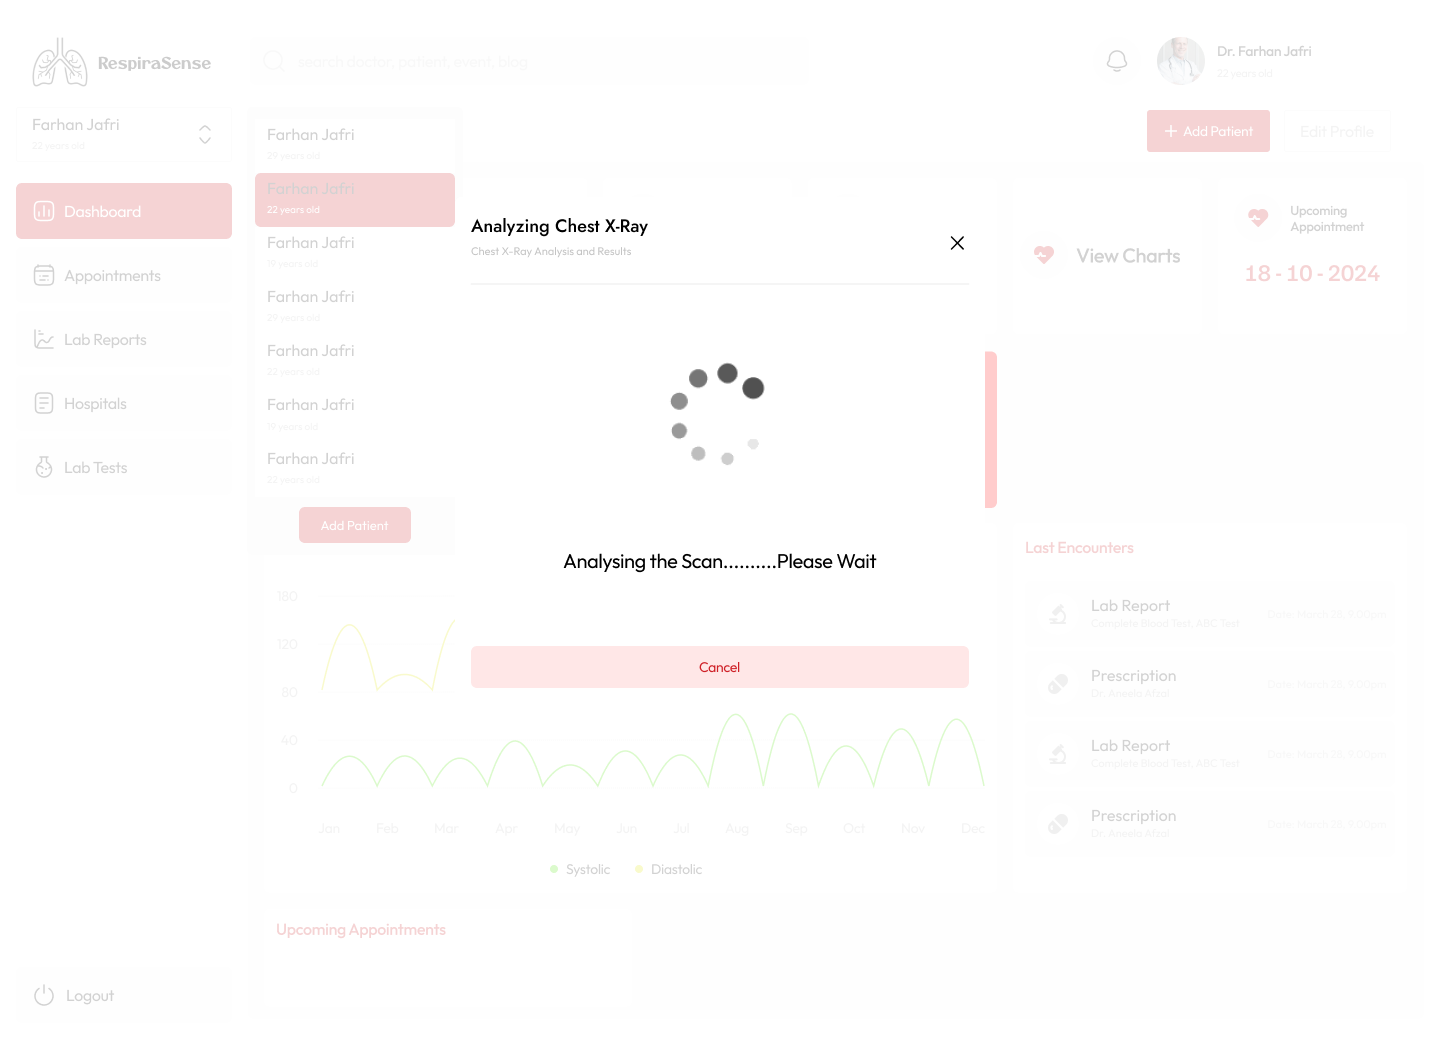 RespiraSense
search doctor, patient, event, blog
Dr. Farhan Jafri
22 years old
Farhan Jafri
22 years old
Add Patient
Edit Profile
Dashboard
Appointments
Lab Reports
Hospitals
Lab Tests
Logout
Farhan Jafri
29 years old
Farhan Jafri
22 years old
Farhan Jafri
19 years old
Farhan Jafri
29 years old
Farhan Jafri
22 years old
Farhan Jafri
19 years old
Farhan Jafri
22 years old
Add Patient
Analyzing Chest X-Ray
Chest X-Ray Analysis and Results
Analysing the Scan..........Please Wait
Cancel
View Charts
Upcoming
Appointment
18 - 10 - 2024
180
120
80
40
0
Jan Feb Mar Apr May Jun Jul Aug Sep Oct Nov Dec
Systolic Diastolic
Last Encounters
Lab Report
Complete Blood Test, ABC Test
Date: March 28, 9:00pm
Prescription
Dr. Aneela Afzal
Date: March 28, 9:00pm
Lab Report
Complete Blood Test, ABC Test
Date: March 28, 9:00pm
Prescription
Dr. Aneela Afzal
Date: March 28, 9:00pm
Upcoming Appointments